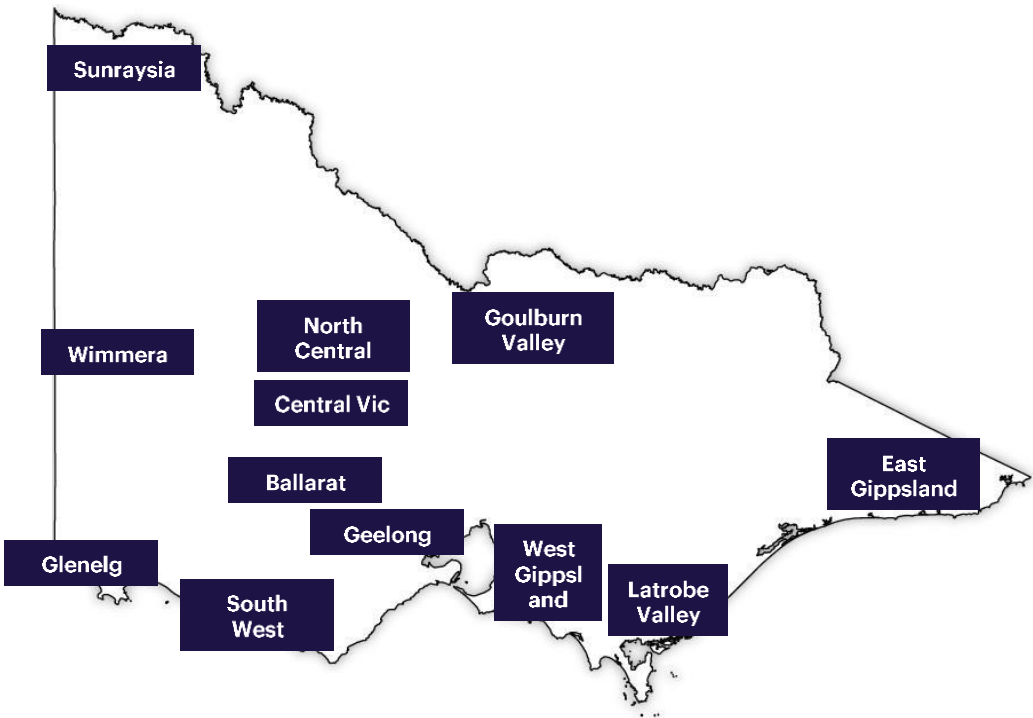 Sunraysia
Wimmera
North
Central
Goulburn
Valley
Central Vic
Ballarat
East
Gippsland
Geelong
Glenelg
West
Gippsl
and
South
West
Latrobe
Valley